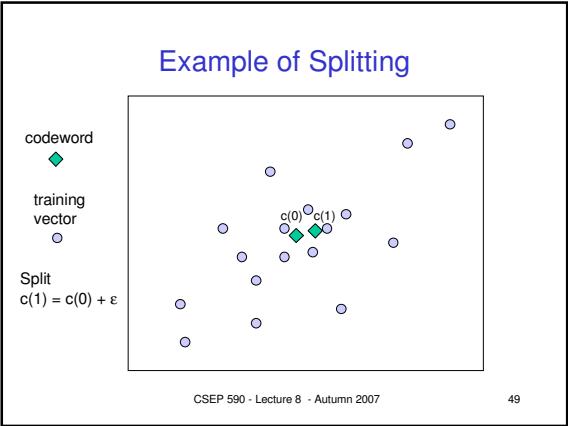 Example of Splitting
codeword
training
vector
c(0) c(1)
Split
c(1) = c(0) + ε
CSEP 590 - Lecture 8 - Autumn 2007
49